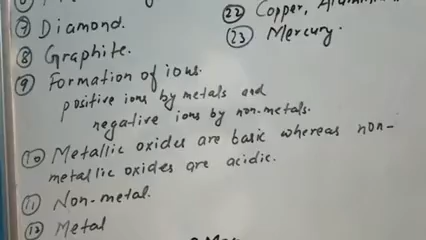 ⑦ Diamond.
⑧ Graphite.
⑨ Formation of ions.
positive ions by metals and
negative ions by non-metals.
⑩ Metallic oxides are basic whereas non-
metallic oxides are acidic.
⑪ Non-metal.
⑫ Metal
㉒ Copper,
㉓ Mercury.